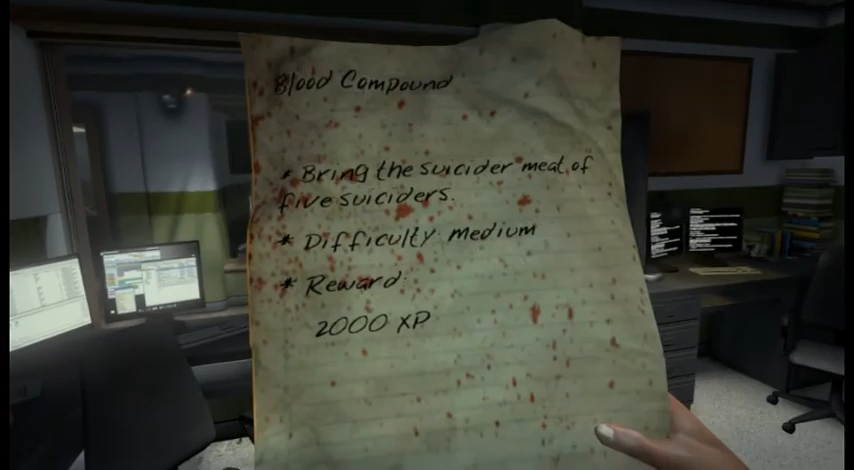 Blood Compound
* Bring the suicider meat of
five suiciders.
* Difficulty medium
* Reward
2000 XP